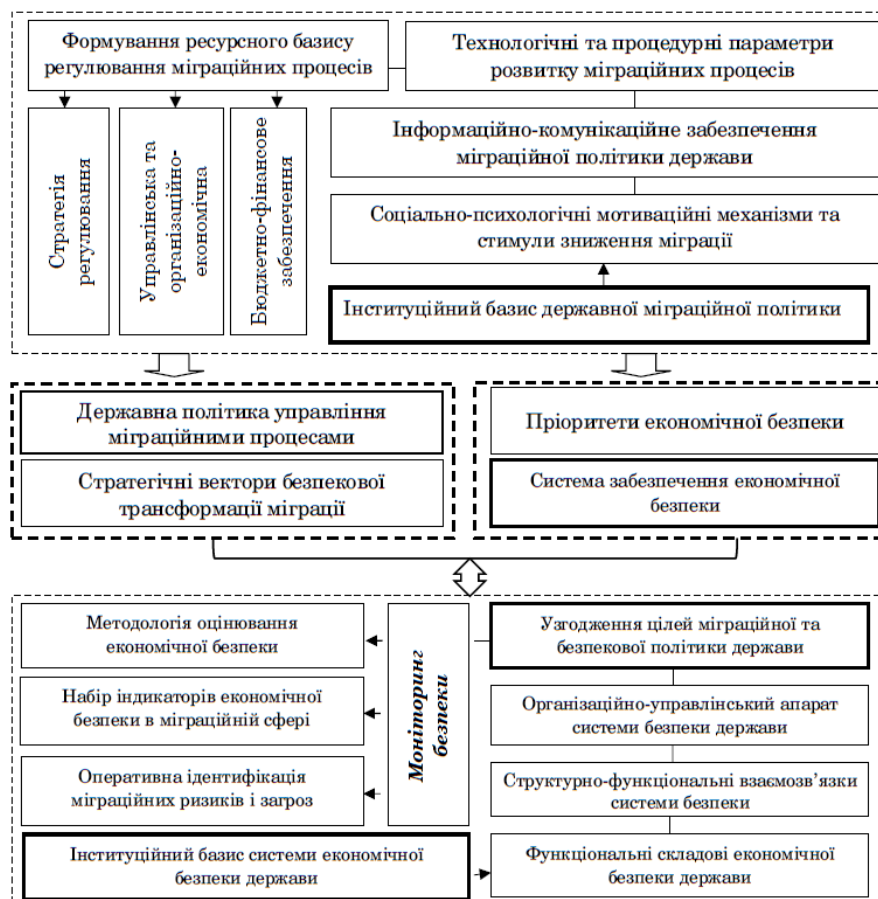 Формування ресурсного базису
регулювання міграційних процесів
Технологічні та процедурні параметри
розвитку міграційних процесів
Стратегія
регулювання
Управлінська та
організаційно-
економічна
Бюджетно-фінансове
забезпечення
Інформаційно-комунікаційне забезпечення
міграційної політики держави
Соціально-психологічні мотиваційні механізми та
стимули зниження міграції
Інституційний базис державної міграційної політики
Державна політика управління
міграційними процесами
Стратегічні вектори безпекової
трансформації міграції
Пріоритети економічної безпеки
Система забезпечення економічної
безпеки
Методологія оцінювання
економічної безпеки
Набір індикаторів економічної
безпеки в міграційній сфері
Оперативна ідентифікація
міграційних ризиків і загроз
Інституційний базис системи економічної
безпеки держави
Моніторинг
безпеки
Узгодження цілей міграційної та
безпекової політики держави
Організаційно-управлінський апарат
системи безпеки держави
Структурно-функціональні взаємозв’язки
системи безпеки
Функціональні складові економічної
безпеки держави